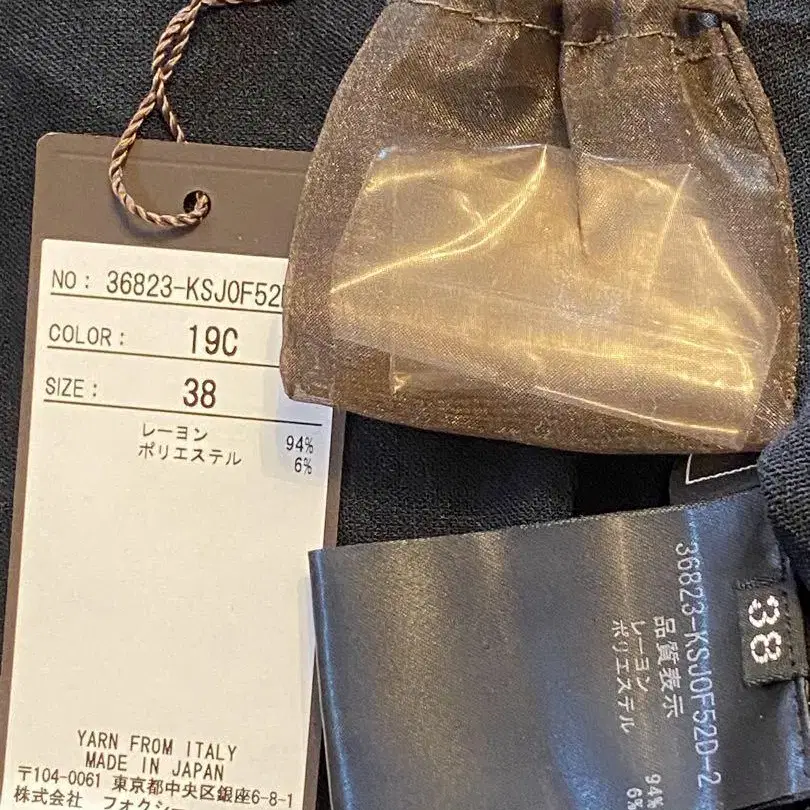 NO: 36823-KSJOF52
COLOR: 19C
SIZE: 38
レーヨン 94%
ポリエステル 6%
YARN FROM ITALY
MADE IN JAPAN
〒104-0061 東京都中央区銀座6-8-1
株式会社 フォクシー
38
36823-KSJOF52D-2
品質表示
レーヨン 94
ポリエステル 6%